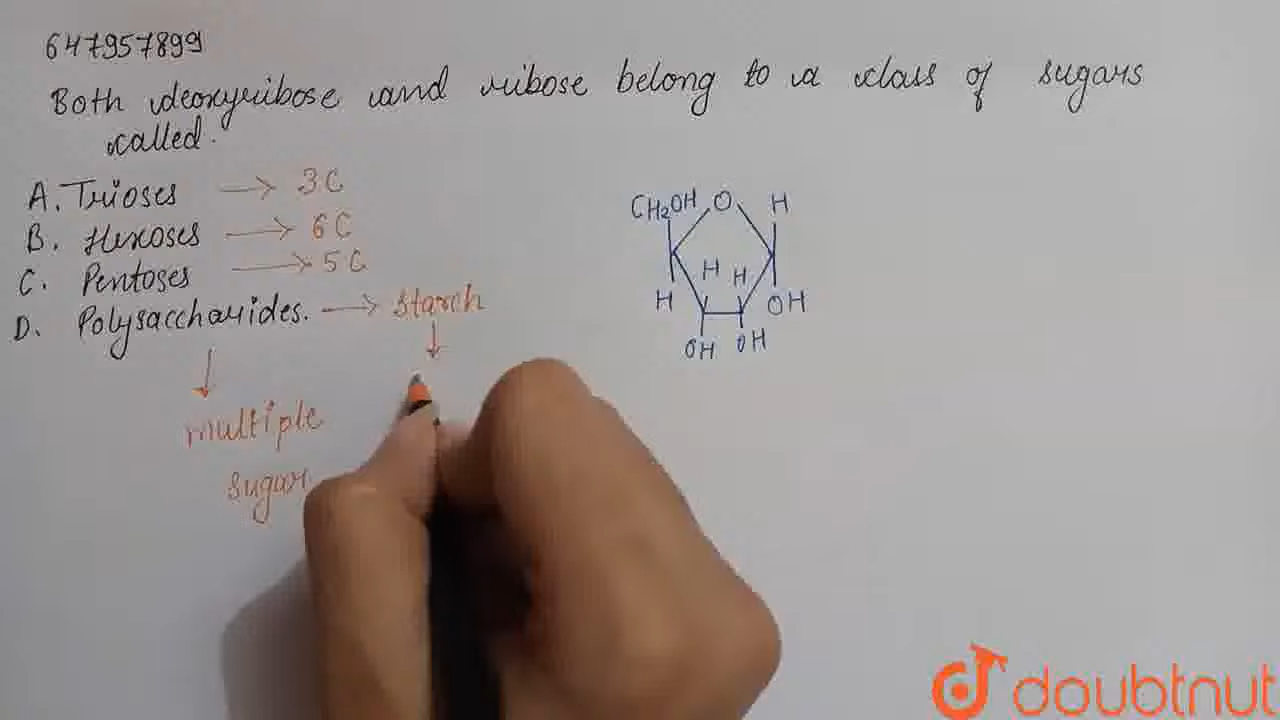 647957899
Both deoxyribose and ribose belong to a class of sugars
called.
A. Trioses → 3C
B. Hexoses → 6C
C. Pentoses → 5C
D. Polysaccharides. → starch
↓ ↓
multiple
sugar
CH₂OH O H
H H
H OH
OH OH
doubtnut